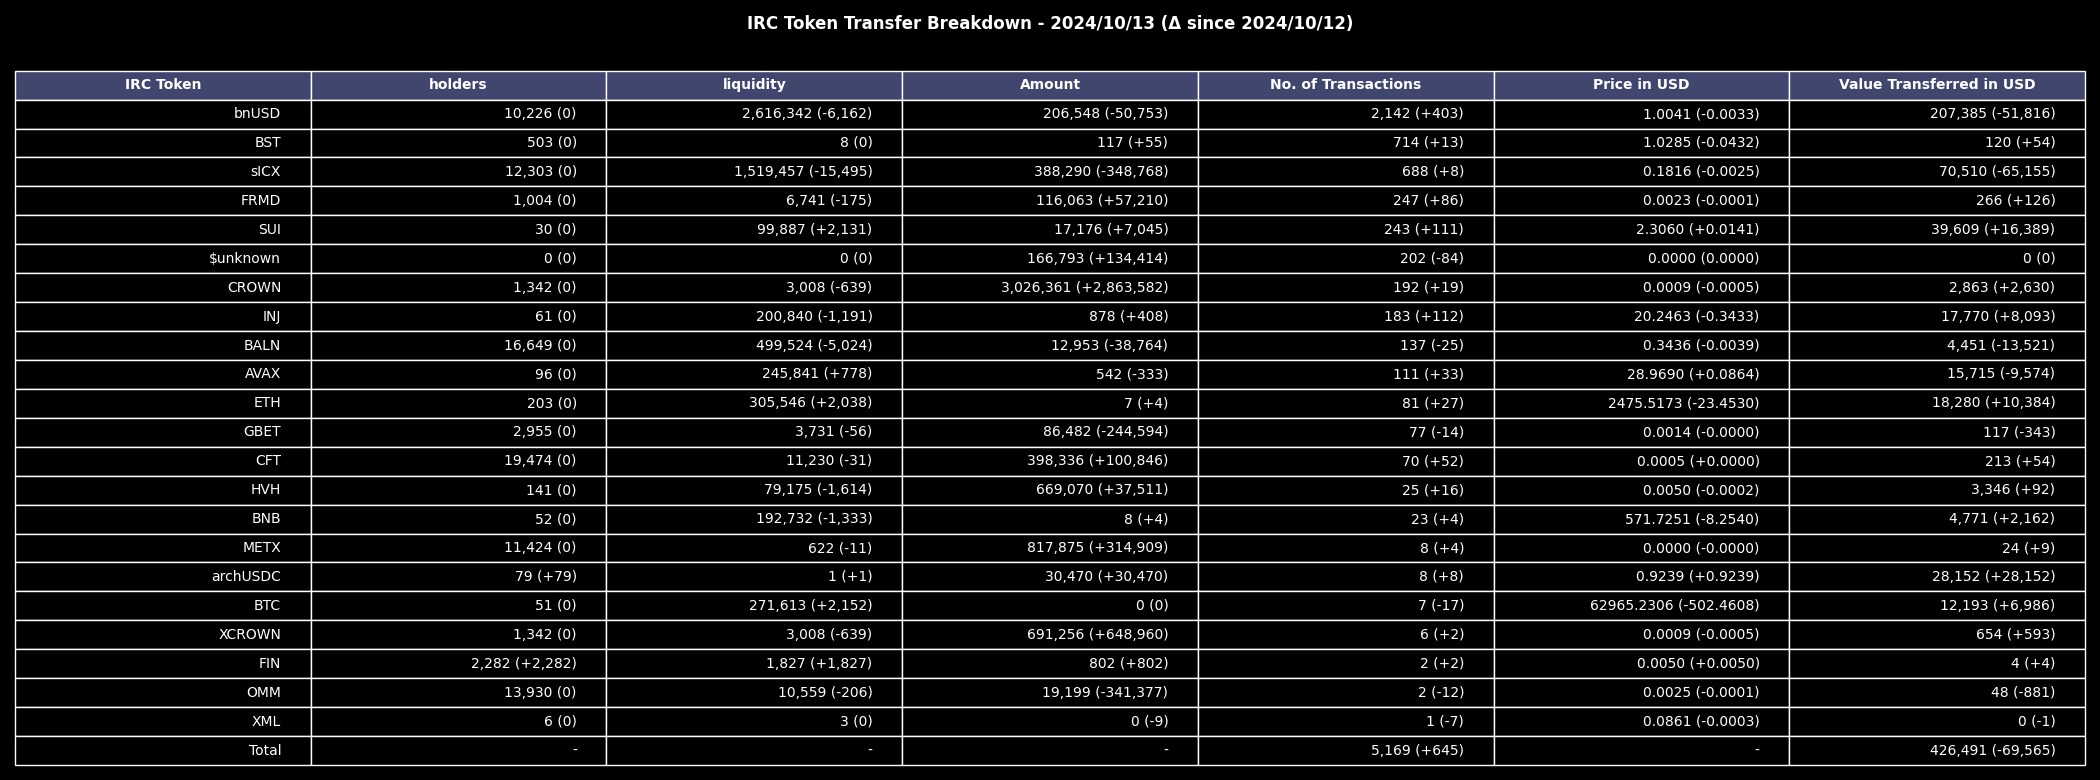 IRC Token Transfer Breakdown - 2024/10/13 (Δ since 2024/10/12)
IRC Token holders liquidity Amount No. of Transactions Price in USD Value Transferred in USD
bnUSD 10,226 (0) 2,616,342 (-6,162) 206,548 (-50,753) 2,142 (+403) 1.0041 (-0.0033) 207,385 (-51,816)
BST 503 (0) 8 (0) 117 (+55) 714 (+13) 1.0285 (-0.0432) 120 (+54)
sICX 12,303 (0) 1,519,457 (-15,495) 388,290 (-348,768) 688 (+8) 0.1816 (-0.0025) 70,510 (-65,155)
FRMD 1,004 (0) 6,741 (-175) 116,063 (+57,210) 247 (+86) 0.0023 (-0.0001) 266 (+126)
SUI 30 (0) 99,887 (+2,131) 17,176 (+7,045) 243 (+111) 2.3060 (+0.0141) 39,609 (+16,389)
$unknown 0 (0) 0 (0) 166,793 (+134,414) 202 (-84) 0.0000 (0.0000) 0 (0)
CROWN 1,342 (0) 3,008 (-639) 3,026,361 (+2,863,582) 192 (+19) 0.0009 (-0.0005) 2,863 (+2,630)
INJ 61 (0) 200,840 (-1,191) 878 (+408) 183 (+112) 20.2463 (-0.3433) 17,770 (+8,093)
BALN 16,649 (0) 499,524 (-5,024) 12,953 (-38,764) 137 (-25) 0.3436 (-0.0039) 4,451 (-13,521)
AVAX 96 (0) 245,841 (+778) 542 (-333) 111 (+33) 28.9690 (+0.0864) 15,715 (-9,574)
ETH 203 (0) 305,546 (+2,038) 7 (+4) 81 (+27) 2475.5173 (-23.4530) 18,280 (+10,384)
GBET 2,955 (0) 3,731 (-56) 86,482 (-244,594) 77 (-14) 0.0014 (-0.0000) 117 (-343)
CFT 19,474 (0) 11,230 (-31) 398,336 (+100,846) 70 (+52) 0.0005 (+0.0000) 213 (+54)
HVH 141 (0) 79,175 (-1,614) 669,070 (+37,511) 25 (+16) 0.0050 (-0.0002) 3,346 (+92)
BNB 52 (0) 192,732 (-1,333) 8 (+4) 23 (+4) 571.7251 (-8.2540) 4,771 (+2,162)
METX 11,424 (0) 622 (-11) 817,875 (+314,909) 8 (+4) 0.0000 (-0.0000) 24 (+9)
archUSDC 79 (+79) 1 (+1) 30,470 (+30,470) 8 (+8) 0.9239 (+0.9239) 28,152 (+28,152)
BTC 51 (0) 271,613 (+2,152) 0 (0) 7 (-17) 62965.2306 (-502.4608) 12,193 (+6,986)
XCROWN 1,342 (0) 3,008 (-639) 691,256 (+648,960) 6 (+2) 0.0009 (-0.0005) 654 (+593)
FIN 2,282 (+2,282) 1,827 (+1,827) 802 (+802) 2 (+2) 0.0050 (+0.0050) 4 (+4)
OMM 13,930 (0) 10,559 (-206) 19,199 (-341,377) 2 (-12) 0.0025 (-0.0001) 48 (-881)
XML 6 (0) 3 (0) 0 (-9) 1 (-7) 0.0861 (-0.0003) 0 (-1)
Total - - - 5,169 (+645) - 426,491 (-69,565)